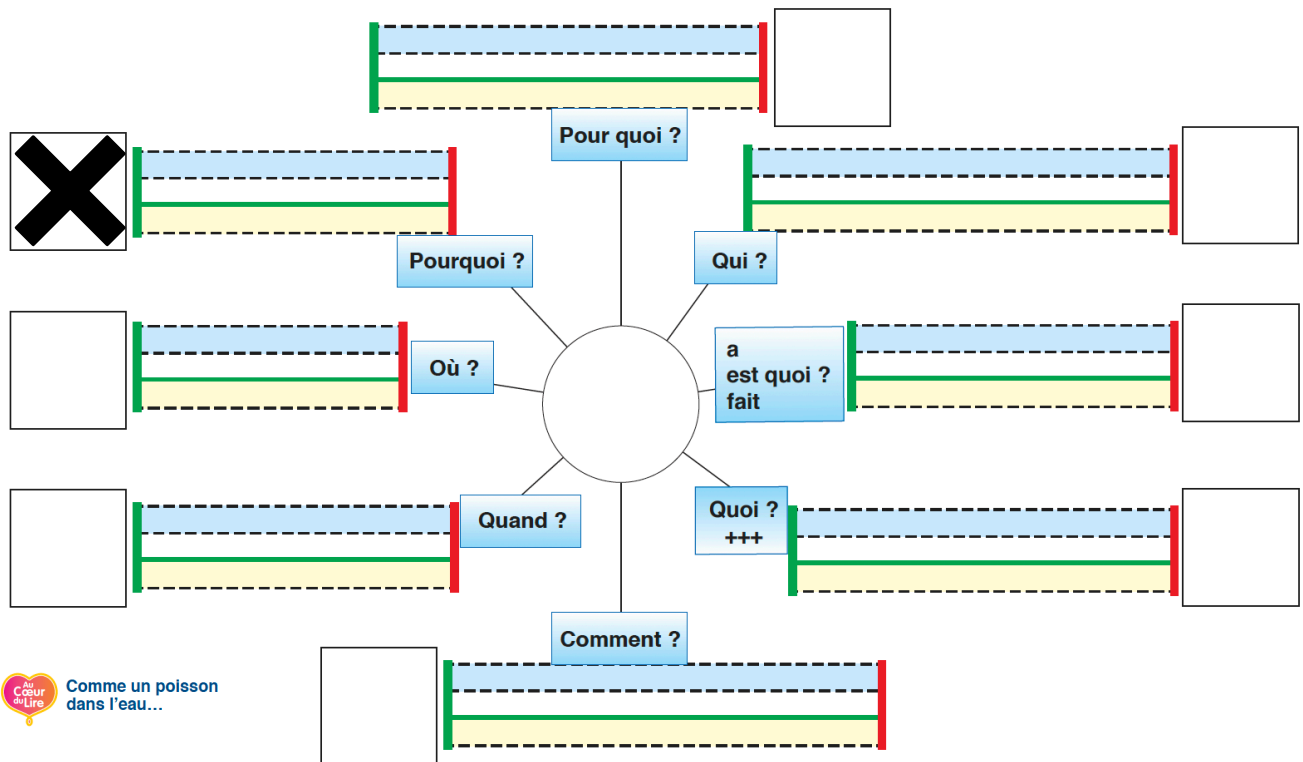 Pour quoi ?
Pourquoi ?
Qui ?
Où ?
a
est quoi ?
fait
Quand ?
Quoi ?
+++
Comment ?
Au
Cœur
du Lire
Comme un poisson
dans l'eau…